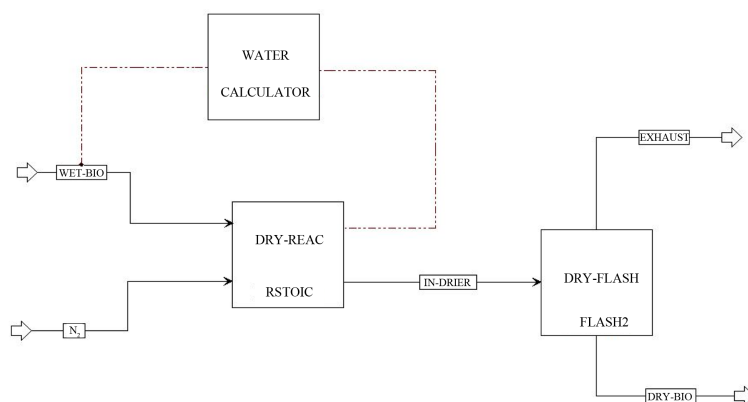 WATER
CALCULATOR
EXHAUST
WET-BIO
DRY-REAC
RSTOIC
IN-DRIER
DRY-FLASH
FLASH2
N₂
DRY-BIO